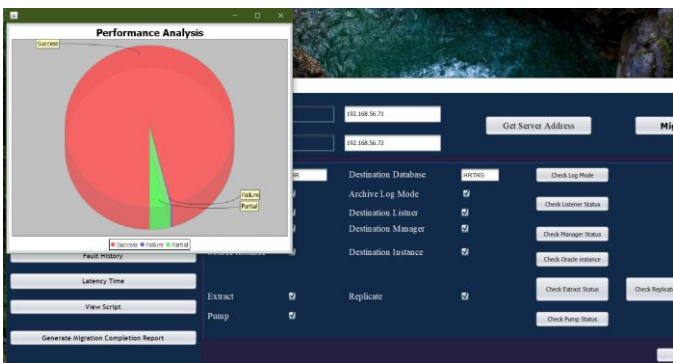 Performance Analysis
Success
Failure
Partial
Success Failure Partial
192.168.56.71
Get Server Address
192.168.56.72
Destination Database
HRTRG
Check Log Mode
Archive Log Mode
Check Listener Status
Destination Listner
Destination Manager
Check Manager Status
Fault History
Destination Instance
Check Oracle Instance
Latency Time
Extract
Replicate
Check Extract Status
View Script
Pump
Check Pump Status
Generate Migration Completion Report